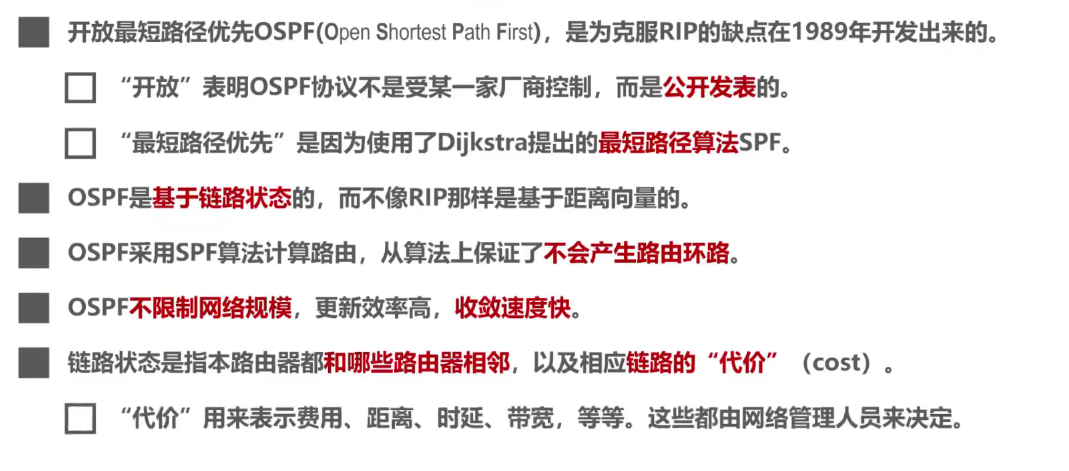 开放最短路径优先OSPF(Open Shortest Path First)，是为克服RIP的缺点在1989年开发出来的。
“开放”表明OSPF协议不是受某一家厂商控制，而是公开发表的。
“最短路径优先”是因为使用了Dijkstra提出的最短路径算法SPF。
OSPF是基于链路状态的，而不像RIP那样是基于距离向量的。
OSPF采用SPF算法计算路由，从算法上保证了不会产生路由环路。
OSPF不限制网络规模，更新效率高，收敛速度快。
链路状态是指本路由器都和哪些路由器相邻，以及相应链路的“代价”（cost）。
“代价”用来表示费用、距离、时延、带宽，等等。这些都由网络管理人员来决定。